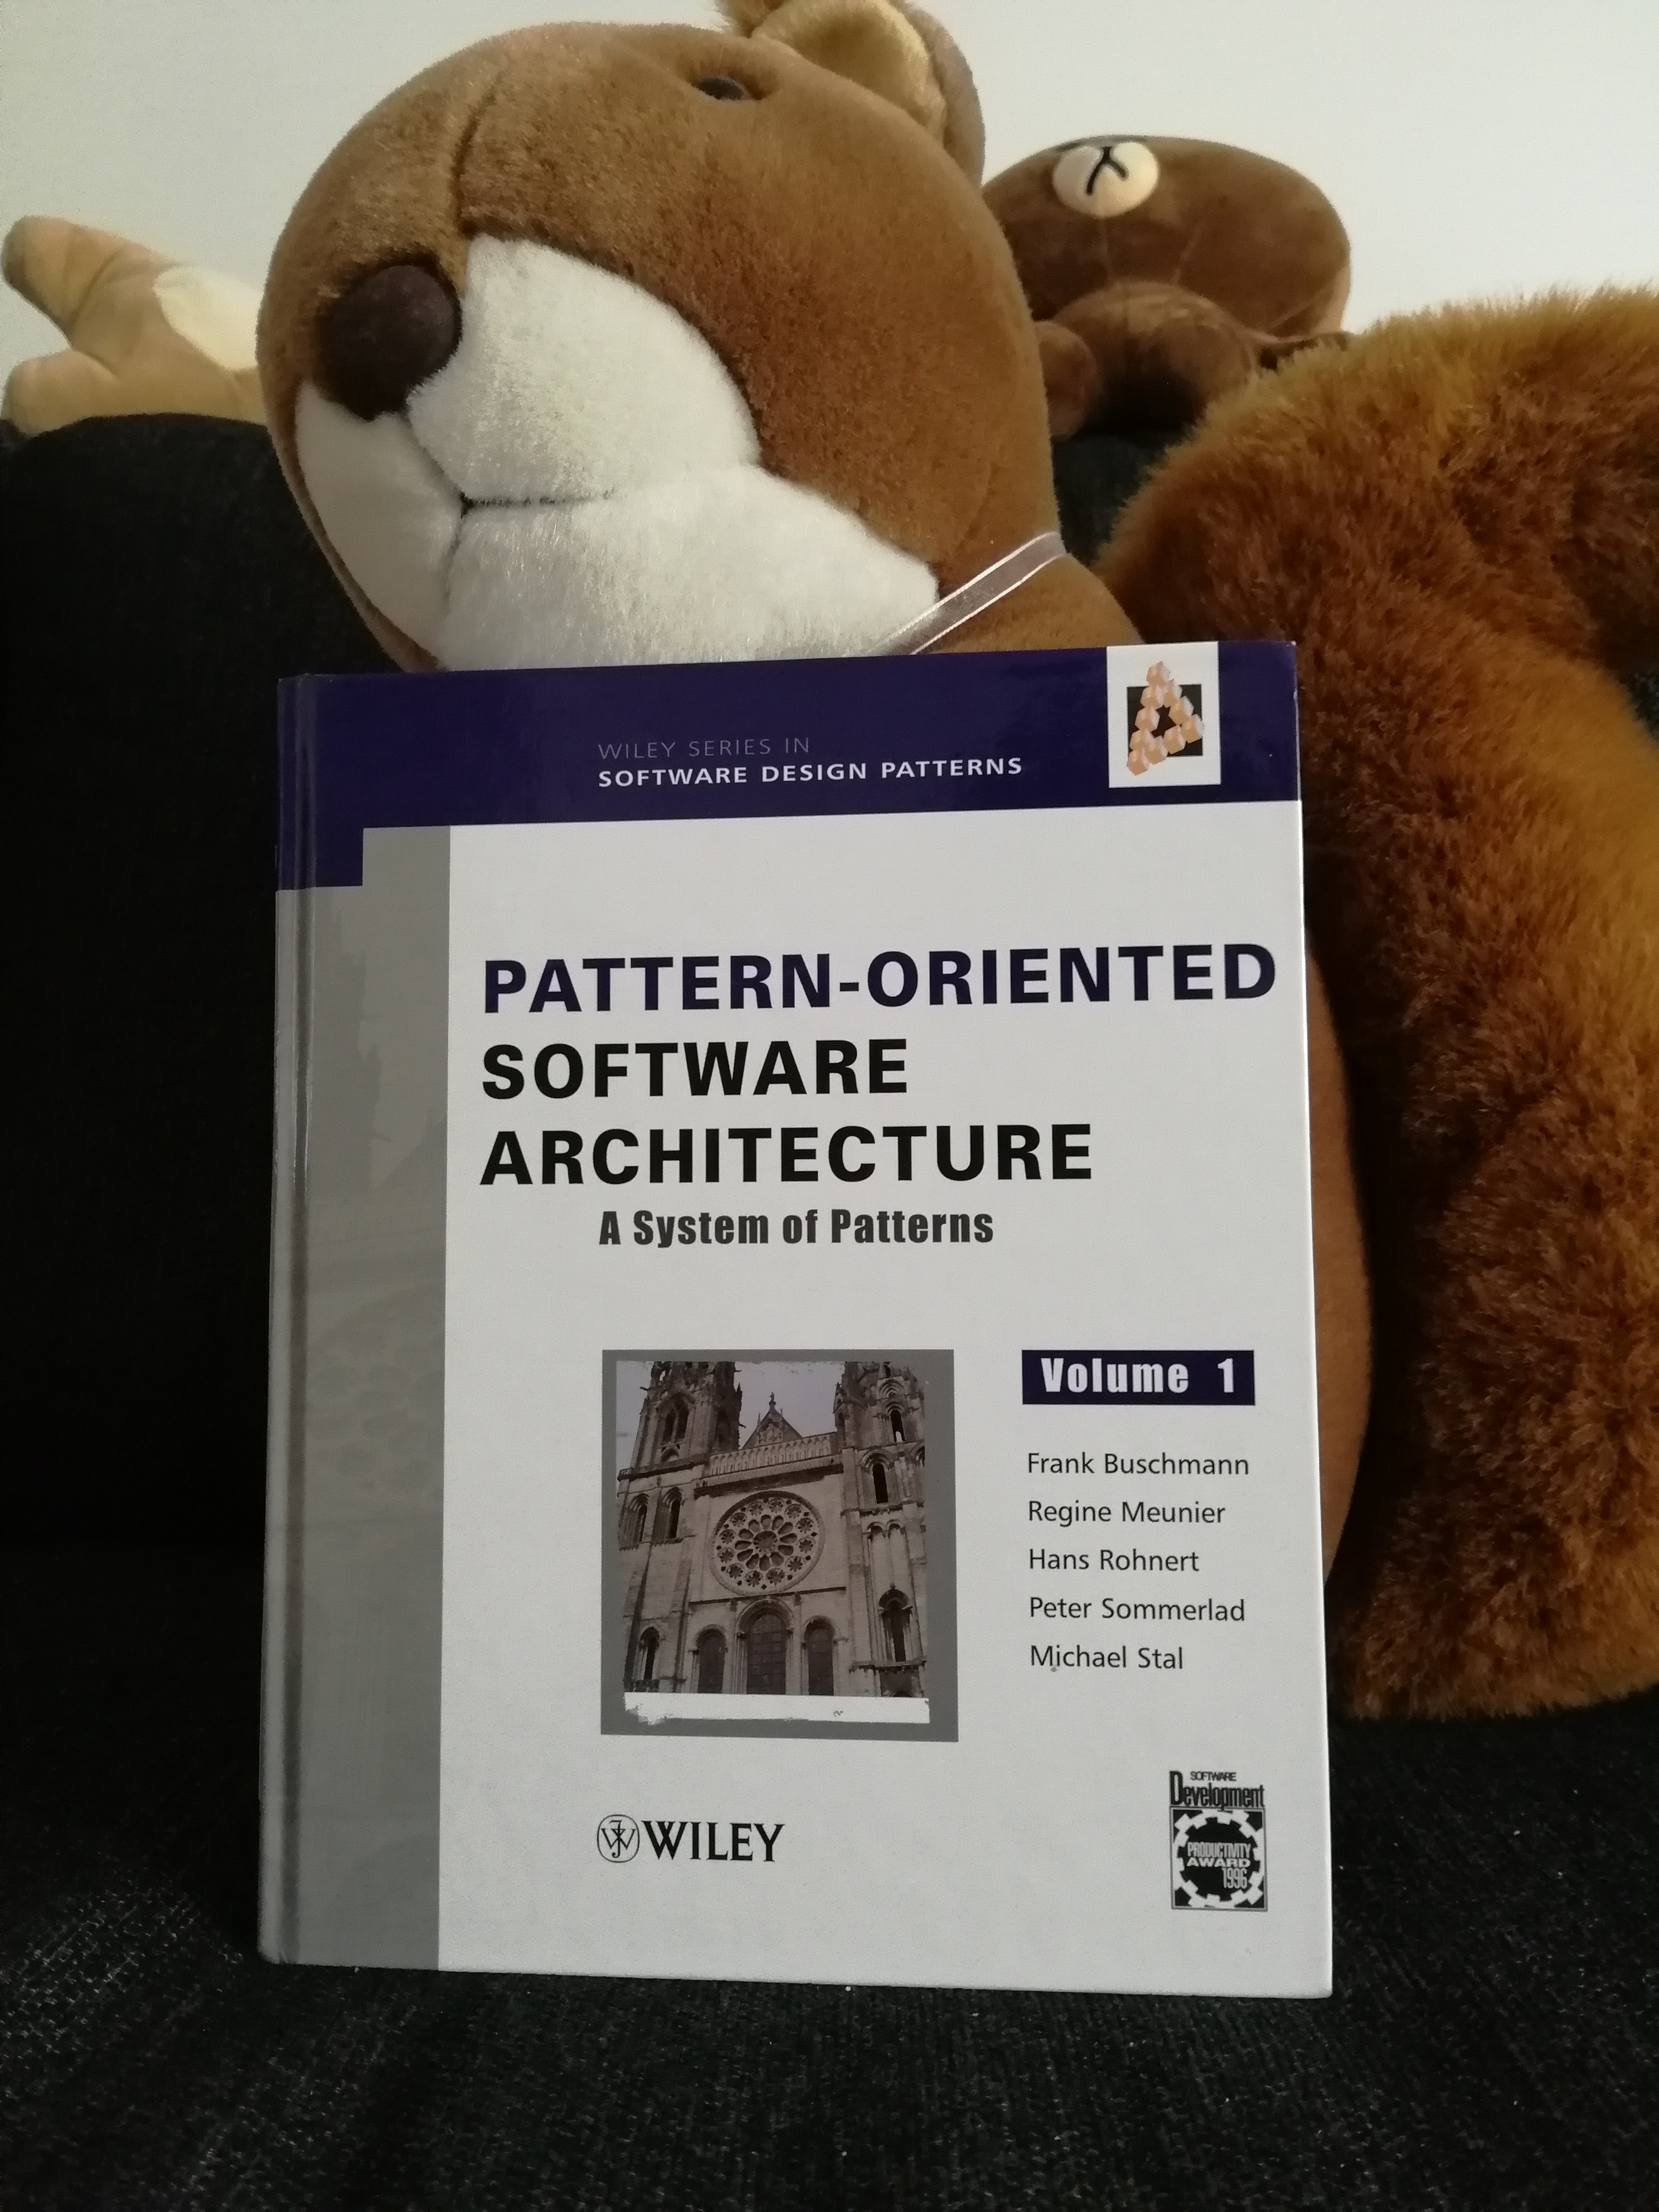 WILEY SERIES IN
SOFTWARE DESIGN PATTERNS
PATTERN-ORIENTED
SOFTWARE
ARCHITECTURE
A System of Patterns
Volume 1
Frank Buschmann
Regine Meunier
Hans Rohnert
Peter Sommerlad
Michael Stal
WILEY
SOFTWARE
Development
PRODUCTIVITY
AWARD
1996